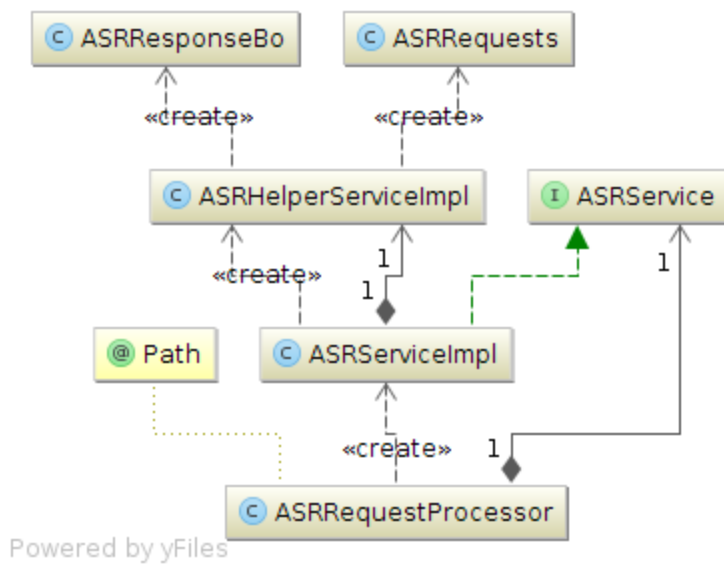 C ASRResponseBo
C ASRRequests
«create»
«create»
C ASRHelperServiceImpl
I ASRService
«create»
1
1
1
@ Path
C ASRServiceImpl
«create»
1
C ASRRequestProcessor
Powered by yFiles